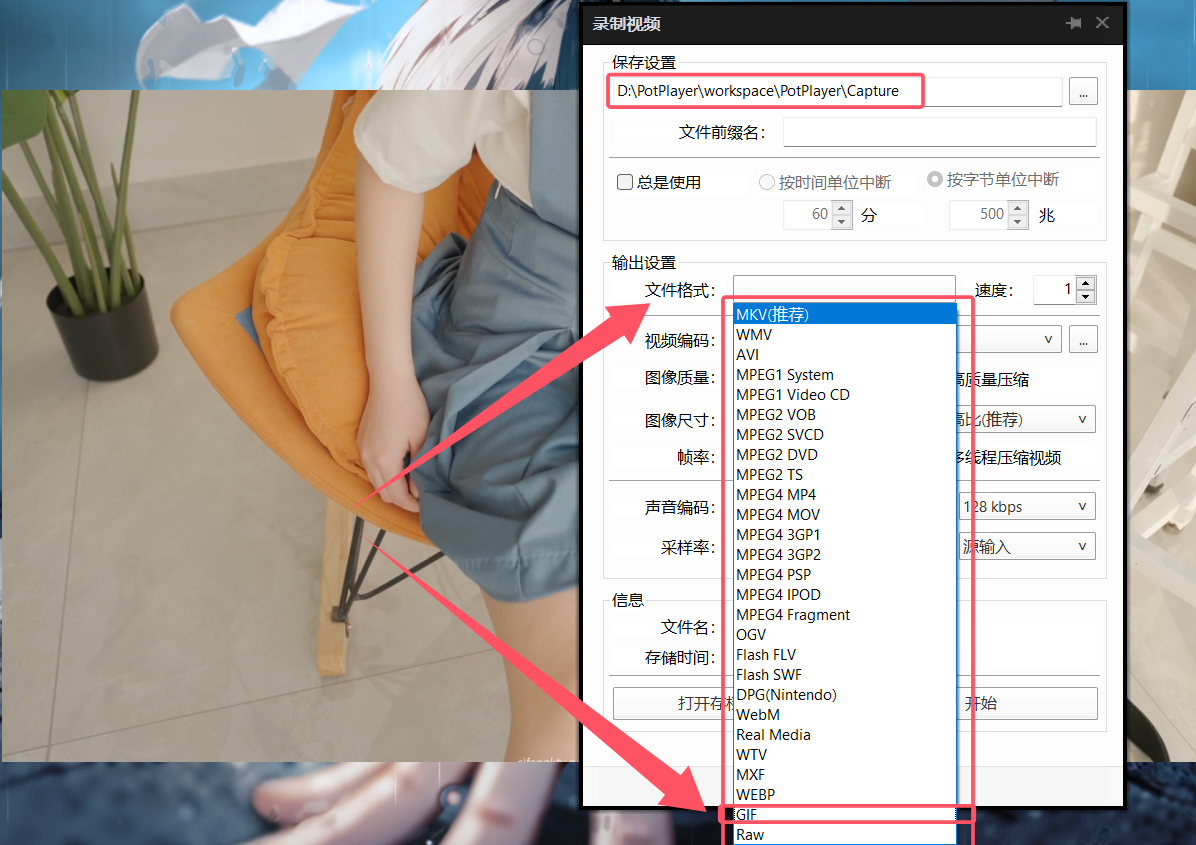 录制视频
保存设置
D:\PotPlayer\workspace\PotPlayer\Capture
...
文件前缀名:
总是使用
按时间单位中断
按字节单位中断
60 分
500 兆
输出设置
文件格式:
速度: 1
MKV(推荐)
WMV
AVI
MPEG1 System
MPEG1 Video CD
MPEG2 VOB
MPEG2 SVCD
MPEG2 DVD
MPEG2 TS
MPEG4 MP4
MPEG4 MOV
MPEG4 3GP1
MPEG4 3GP2
MPEG4 PSP
MPEG4 IPOD
MPEG4 Fragment
OGV
Flash FLV
Flash SWF
DPG(Nintendo)
WebM
Real Media
WTV
MXF
WEBP
GIF
Raw
视频编码:
...
图像质量:
高质量压缩
图像尺寸:
高比(推荐)
帧率:
多线程压缩视频
声音编码:
128 kbps
采样率:
源输入
信息
文件名:
存储时间:
打开存
开始